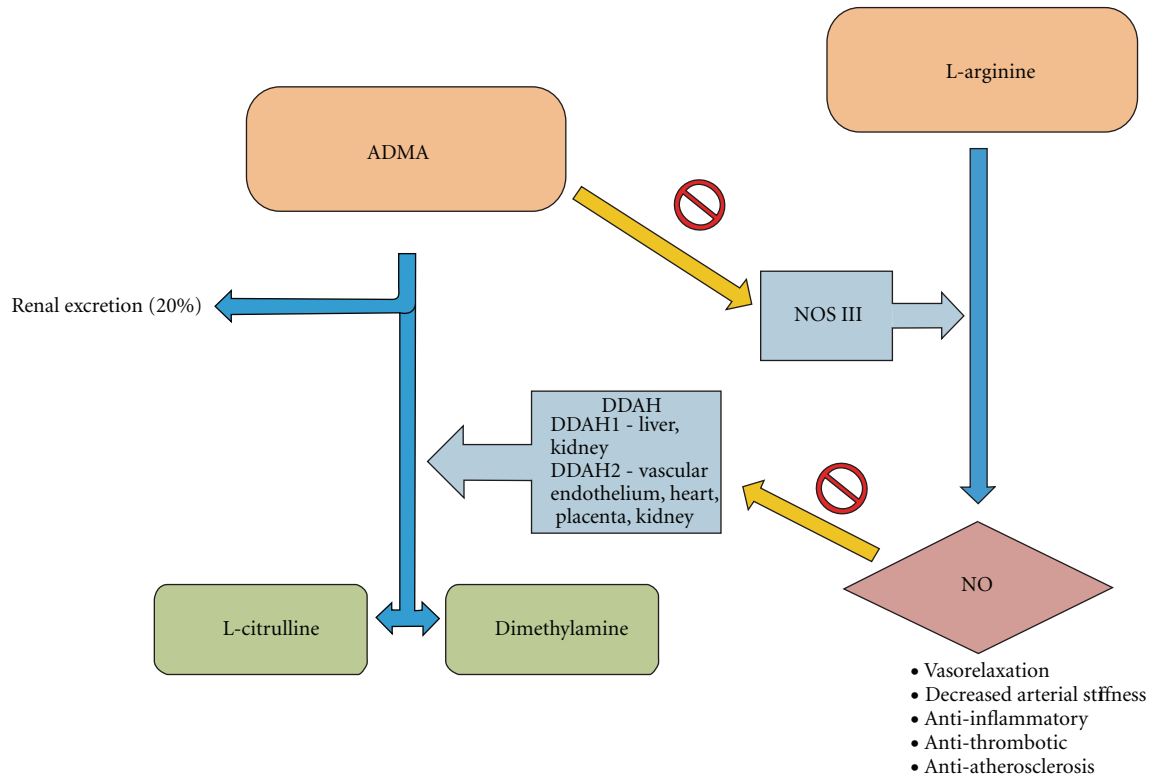 L-arginine
ADMA
Renal excretion (20%)
NOS III
DDAH
DDAH1 - liver,
kidney
DDAH2 - vascular
endothelium, heart,
placenta, kidney
NO
L-citrulline
Dimethylamine
• Vasorelaxation
• Decreased arterial stiffness
• Anti-inflammatory
• Anti-thrombotic
• Anti-atherosclerosis